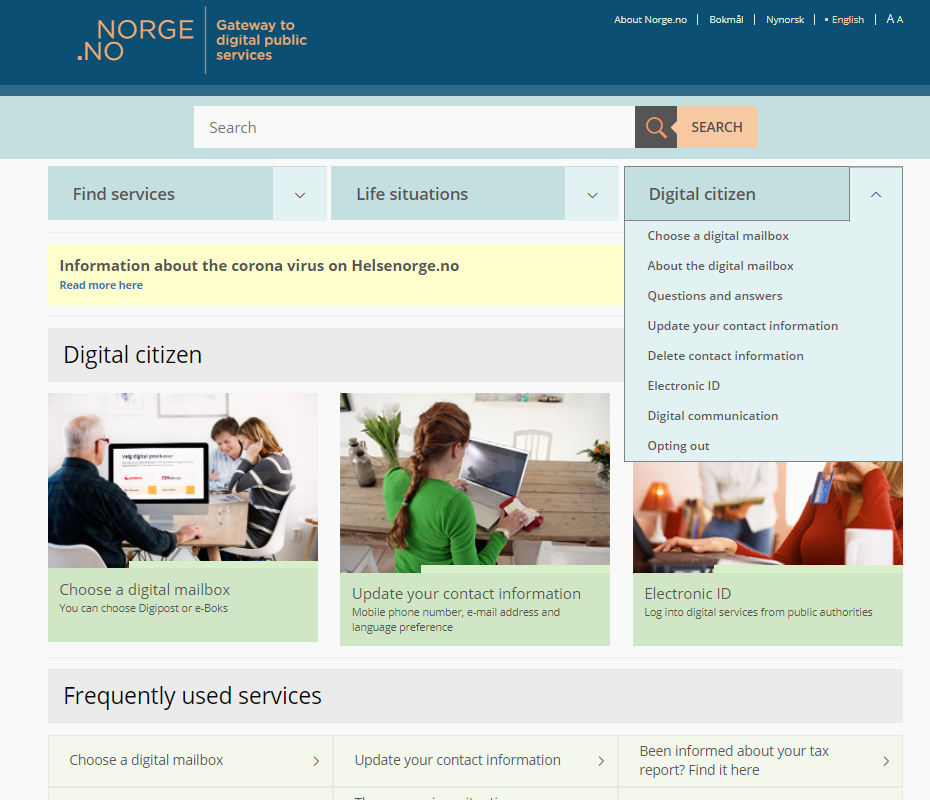 NORGE
.NO
Gateway to
digital public
services
About Norge.no
Bokmål
Nynorsk
English
A A
Search
SEARCH
Find services
Life situations
Digital citizen
Choose a digital mailbox
About the digital mailbox
Questions and answers
Update your contact information
Delete contact information
Electronic ID
Digital communication
Opting out
Information about the corona virus on Helsenorge.no
Read more here
Digital citizen
Velg digital postkasse
Choose a digital mailbox
You can choose Digipost or e-Boks
Update your contact information
Mobile phone number, e-mail address and
language preference
Electronic ID
Log into digital services from public authorities
Frequently used services
Choose a digital mailbox
Update your contact information
Been informed about your tax
report? Find it here